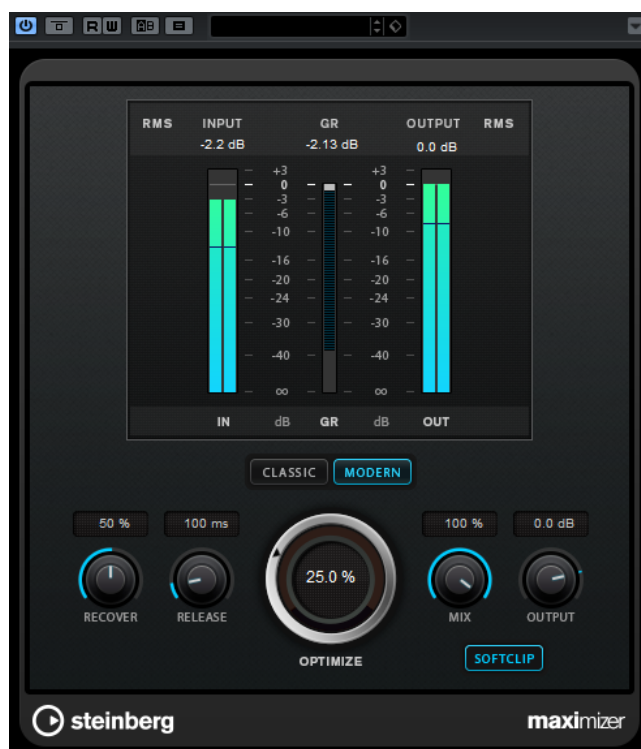 R W AB
RMS INPUT GR OUTPUT RMS
-2.2 dB -2.13 dB 0.0 dB
+3 +3
0 0
-3 -3
-6 -6
-10 -10
-16 -16
-20 -20
-24 -24
-30 -30
-40 -40
∞ ∞
IN dB GR dB OUT
CLASSIC MODERN
50 % 100 ms 100 % 0.0 dB
25.0 %
RECOVER RELEASE MIX OUTPUT
OPTIMIZE SOFTCLIP
steinberg maximizer